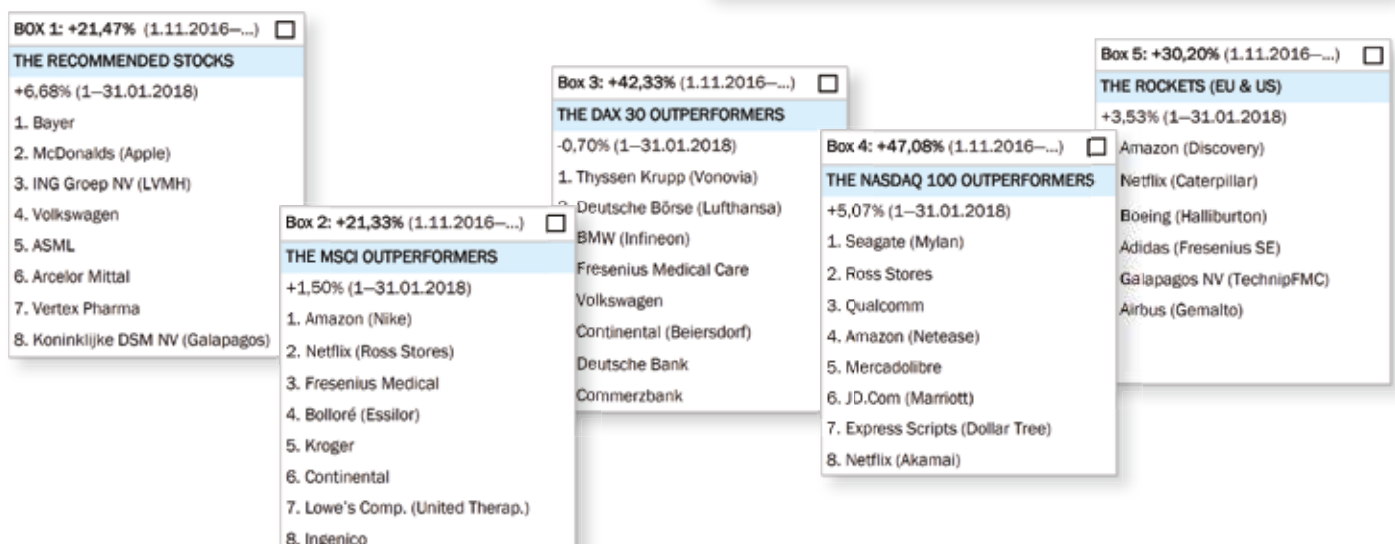 BOX 1: +21,47% (1.11.2016—...)
THE RECOMMENDED STOCKS
+6,68% (1—31.01.2018)
1. Bayer
2. McDonalds (Apple)
3. ING Groep NV (LVMH)
4. Volkswagen
5. ASML
6. Arcelor Mittal
7. Vertex Pharma
8. Koninklijke DSM NV (Galapagos)
Box 2: +21,33% (1.11.2016—...)
THE MSCI OUTPERFORMERS
+1,50% (1—31.01.2018)
1. Amazon (Nike)
2. Netflix (Ross Stores)
3. Fresenius Medical
4. Bolloré (Essilor)
5. Kroger
6. Continental
7. Lowe's Comp. (United Therap.)
8. Ingenico
Box 3: +42,33% (1.11.2016—...)
THE DAX 30 OUTPERFORMERS
-0,70% (1—31.01.2018)
1. Thyssen Krupp (Vonovia)
Deutsche Börse (Lufthansa)
BMW (Infineon)
Fresenius Medical Care
Volkswagen
Continental (Beiersdorf)
Deutsche Bank
Commerzbank
Box 4: +47,08% (1.11.2016—...)
THE NASDAQ 100 OUTPERFORMERS
+5,07% (1—31.01.2018)
1. Seagate (Mylan)
2. Ross Stores
3. Qualcomm
4. Amazon (Netease)
5. Mercadolibre
6. JD.Com (Marriott)
7. Express Scripts (Dollar Tree)
8. Netflix (Akamai)
Box 5: +30,20% (1.11.2016—...)
THE ROCKETS (EU & US)
+3,53% (1—31.01.2018)
Amazon (Discovery)
Netflix (Caterpillar)
Boeing (Halliburton)
Adidas (Fresenius SE)
Galapagos NV (TechnipFMC)
Airbus (Gemalto)